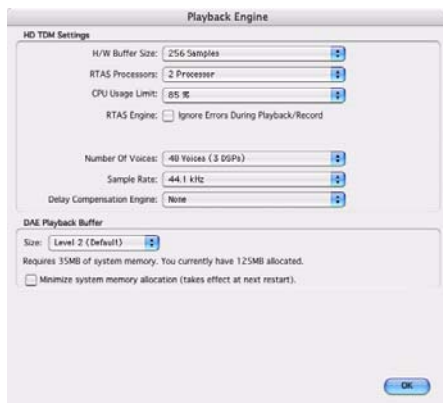 Playback Engine
HD TDM Settings
H/W Buffer Size: 256 Samples
RTAS Processors: 2 Processor
CPU Usage Limit: 85 %
RTAS Engine: Ignore Errors During Playback/Record
Number Of Voices: 48 Voices (3 DSPs)
Sample Rate: 44.1 kHz
Delay Compensation Engine: None
DAE Playback Buffer
Size: Level 2 (Default)
Requires 35MB of system memory. You currently have 125MB allocated.
Minimize system memory allocation (takes effect at next restart).
OK